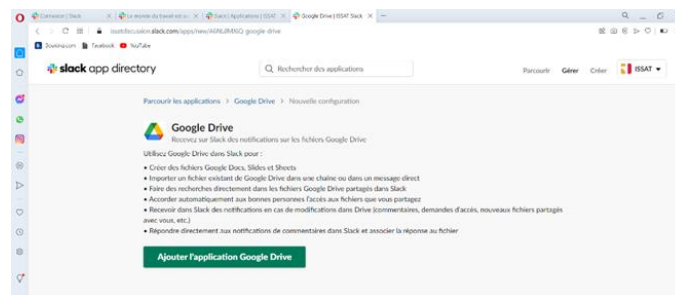 Connexion | Slack
Le monde du travail est su
Slack | Applications | ISSAT
Google Drive | ISSAT Slack
slack.com/apps/new/
google-drive
Booking.com Facebook YouTube
slack app directory
Rechercher des applications
Parcourir Gérer Créer ISSAT
Parcourir les applications > Google Drive > Nouvelle configuration
Google Drive
Recevez sur Slack des notifications sur les fichiers Google Drive
Utilisez Google Drive dans Slack pour :
• Créer des fichiers Google Docs, Slides et Sheets
• Importer un fichier existant de Google Drive dans une chaîne ou dans un message direct
• Faire des recherches directement dans les fichiers Google Drive partagés dans Slack
• Accorder automatiquement aux bonnes personnes l'accès aux fichiers que vous partagez
• Recevoir dans Slack des notifications en cas de modifications dans Drive (commentaires, demandes d'accès, nouveaux fichiers partagés
avec vous, etc.)
• Répondre directement aux notifications de commentaires dans Slack et associer la réponse au fichier
Ajouter l'application Google Drive